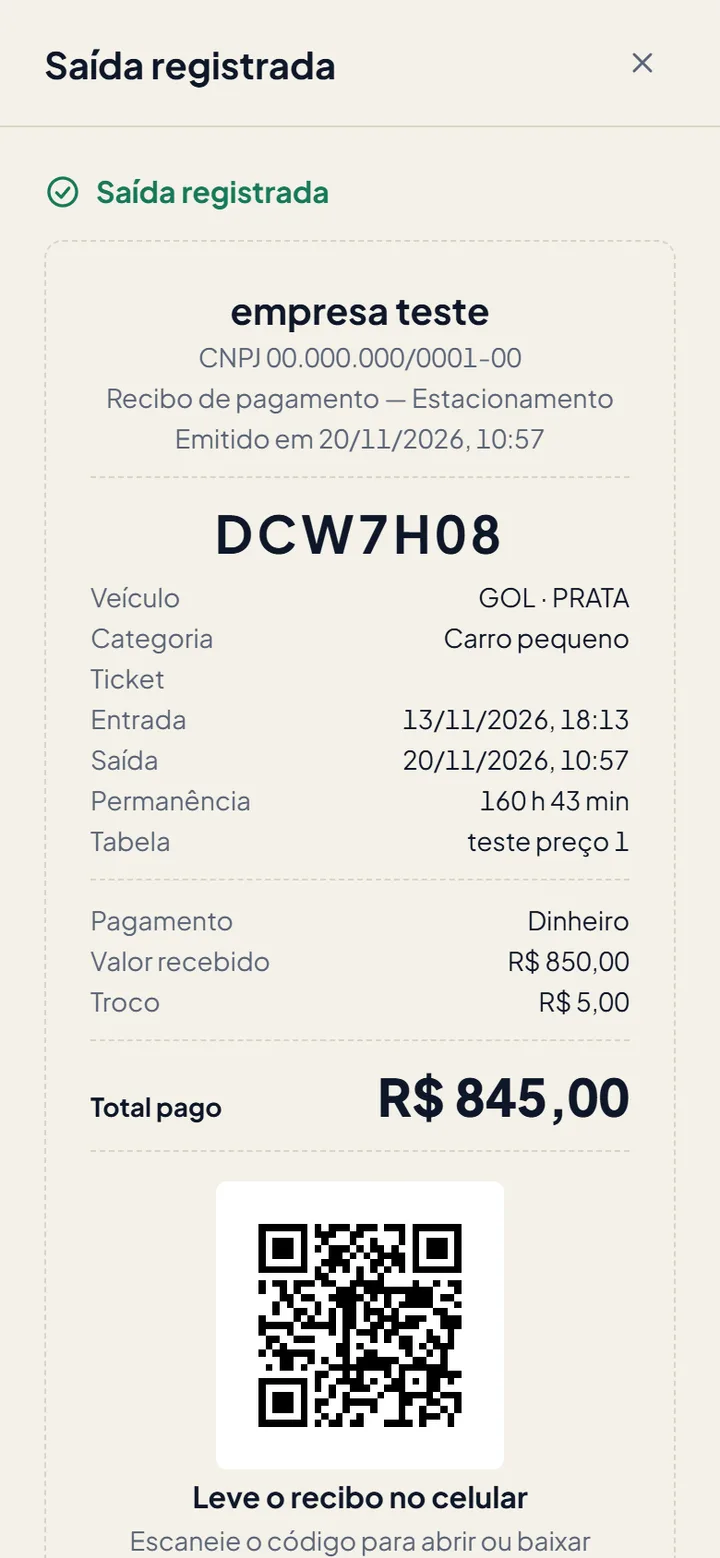 Saída registrada
Saída registrada
empresa teste
CNPJ 00.000.000/0001-00
Recibo de pagamento — Estacionamento
Emitido em 20/11/2026, 10:57
DCW7H08
Veículo GOL · PRATA
Categoria Carro pequeno
Ticket
Entrada 13/11/2026, 18:13
Saída 20/11/2026, 10:57
Permanência 160 h 43 min
Tabela teste preço 1
Pagamento Dinheiro
Valor recebido R$ 850,00
Troco R$ 5,00
Total pago R$ 845,00
Leve o recibo no celular
Escaneie o código para abrir ou baixar